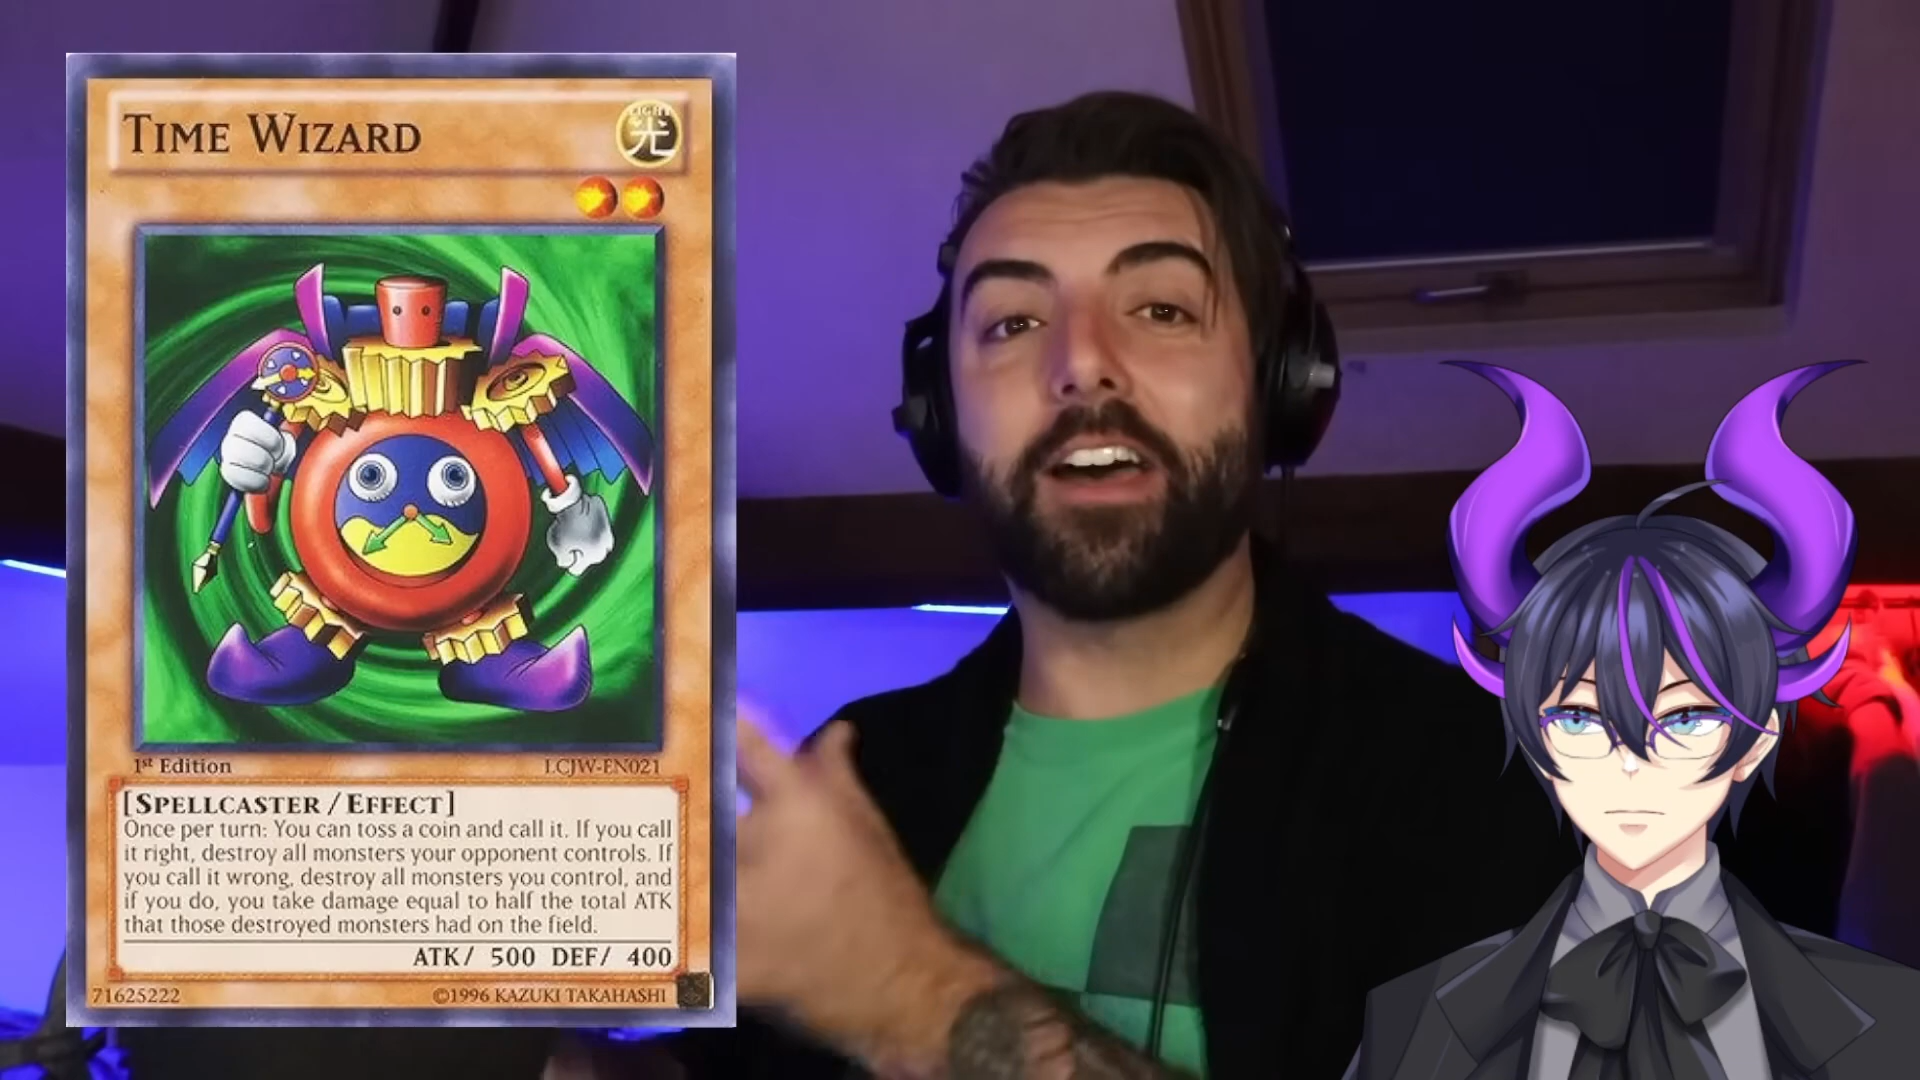 TIME WIZARD
LIGHT
光
1st Edition
LCJW-EN021
[SPELLCASTER / EFFECT]
Once per turn: You can toss a coin and call it. If you call
it right, destroy all monsters your opponent controls. If
you call it wrong, destroy all monsters you control, and
if you do, you take damage equal to half the total ATK
that those destroyed monsters had on the field.
ATK/ 500 DEF/ 400
71625222
©1996 KAZUKI TAKAHASHI